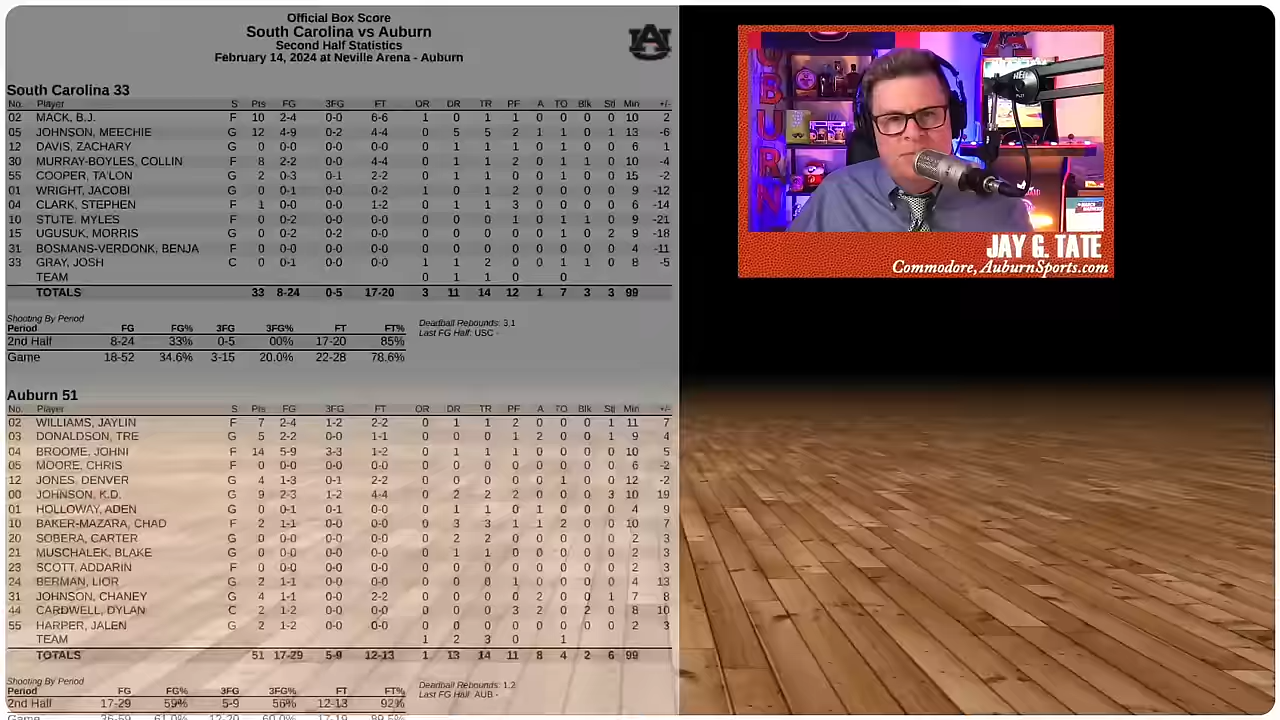 Official Box Score
South Carolina vs Auburn
Second Half Statistics
February 14, 2024 at Neville Arena - Auburn
South Carolina 33
No. Player S Pts FG 3FG FT OR DR TR PF A TO Blk Stl Min +/-
02 MACK, B.J. F 10 2-4 0-0 6-6 1 0 1 1 0 0 0 0 10 2
05 JOHNSON, MEECHIE G 12 4-9 0-2 4-4 0 5 5 2 1 1 0 1 13 -6
12 DAVIS, ZACHARY G 0 0-0 0-0 0-0 0 1 1 1 0 0 0 0 6 1
30 MURRAY-BOYLES, COLLIN F 8 2-2 0-0 4-4 0 1 1 2 0 1 1 0 10 -4
55 COOPER, TA'LON G 2 0-3 0-1 2-2 0 1 1 0 0 1 0 0 15 -2
01 WRIGHT, JACOBI G 0 0-1 0-0 0-2 1 0 1 2 0 0 0 0 9 -12
04 CLARK, STEPHEN F 1 0-0 0-0 1-2 0 1 1 3 0 0 0 0 6 -14
10 STUTE, MYLES F 0 0-2 0-0 0-0 0 0 0 0 0 1 1 0 9 -21
15 UGUSUK, MORRIS G 0 0-2 0-2 0-0 0 0 0 0 0 1 0 2 9 -18
31 BOSMANS-VERDONK, BENJA F 0 0-0 0-0 0-0 0 0 0 1 0 0 0 0 4 -11
33 GRAY, JOSH C 0 0-1 0-0 0-0 1 1 2 0 0 1 1 0 8 -5
TEAM 0 1 1 0 0
TOTALS 33 8-24 0-5 17-20 3 11 14 12 1 7 3 3 99
Shooting By Period
Period FG FG% 3FG 3FG% FT FT%
2nd Half 8-24 33% 0-5 00% 17-20 85%
Game 18-52 34.6% 3-15 20.0% 22-28 78.6%
Deadball Rebounds: 3,1
Last FG Half: USC -
Auburn 51
No. Player S Pts FG 3FG FT OR DR TR PF A TO Blk Stl Min +/-
02 WILLIAMS, JAYLIN F 7 2-4 1-2 2-2 0 1 1 2 0 0 0 1 11 7
03 DONALDSON, TRE G 5 2-2 0-0 1-1 0 0 0 1 2 0 0 1 9 4
04 BROOME, JOHNI F 14 5-9 3-3 1-2 0 1 1 1 0 0 0 0 10 5
05 MOORE, CHRIS F 0 0-0 0-0 0-0 0 0 0 0 0 0 0 0 6 -2
12 JONES, DENVER G 4 1-3 0-1 2-2 0 0 0 0 0 1 0 0 12 -2
00 JOHNSON, K.D. G 9 2-3 1-2 4-4 0 2 2 2 0 0 0 3 10 19
01 HOLLOWAY, ADEN G 0 0-1 0-1 0-0 0 1 1 0 1 0 0 0 4 9
10 BAKER-MAZARA, CHAD F 2 1-1 0-0 0-0 0 3 3 1 1 2 0 0 10 7
20 SOBERA, CARTER G 0 0-0 0-0 0-0 0 2 2 0 0 0 0 0 2 3
21 MUSCHALEK, BLAKE G 0 0-0 0-0 0-0 0 1 1 0 0 0 0 0 2 3
23 SCOTT, ADDARIN F 0 0-0 0-0 0-0 0 0 0 0 0 0 0 0 2 3
24 BERMAN, LIOR G 2 1-1 0-0 0-0 0 0 0 1 0 0 0 0 4 13
31 JOHNSON, CHANEY G 4 1-1 0-0 2-2 0 0 0 0 2 0 0 1 7 8
44 CARDWELL, DYLAN C 2 1-2 0-0 0-0 0 0 0 3 2 0 2 0 8 10
55 HARPER, JALEN G 2 1-2 0-0 0-0 0 0 0 0 0 0 0 0 2 3
TEAM 1 2 3 0 1
TOTALS 51 17-29 5-9 12-13 1 13 14 11 8 4 2 6 99
Shooting By Period
Period FG FG% 3FG 3FG% FT FT%
2nd Half 17-29 59% 5-9 56% 12-13 92%
Game 36-59 61.0% 12-20 60.0% 17-19 89.5%
Deadball Rebounds: 1,2
Last FG Half: AUB -
JAY G. TATE
Commodore, AuburnSports.com